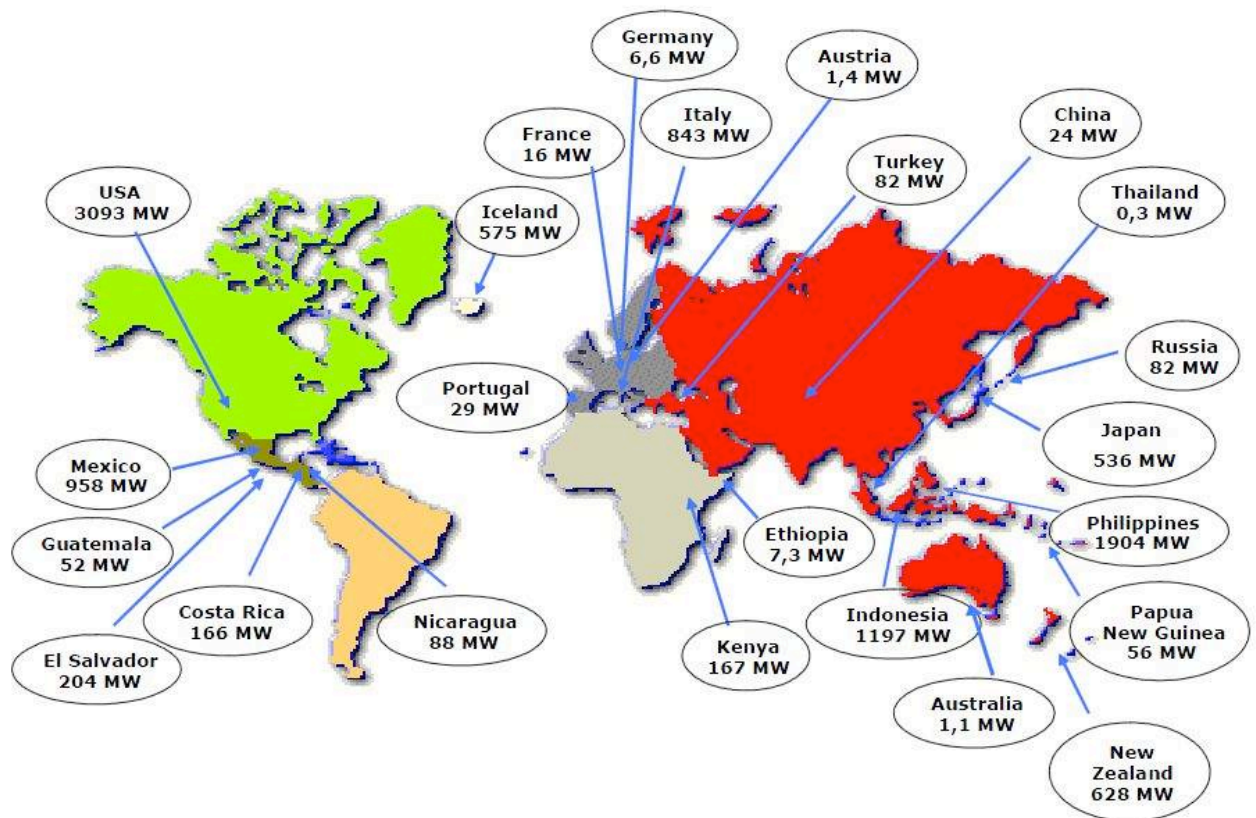 Germany
6,6 MW
Austria
1,4 MW
Italy
843 MW
China
24 MW
France
16 MW
Turkey
82 MW
USA
3093 MW
Thailand
0,3 MW
Iceland
575 MW
Russia
82 MW
Portugal
29 MW
Japan
536 MW
Mexico
958 MW
Philippines
1904 MW
Guatemala
52 MW
Ethiopia
7,3 MW
Costa Rica
166 MW
Nicaragua
88 MW
Indonesia
1197 MW
Papua
New Guinea
56 MW
El Salvador
204 MW
Kenya
167 MW
Australia
1,1 MW
New
Zealand
628 MW